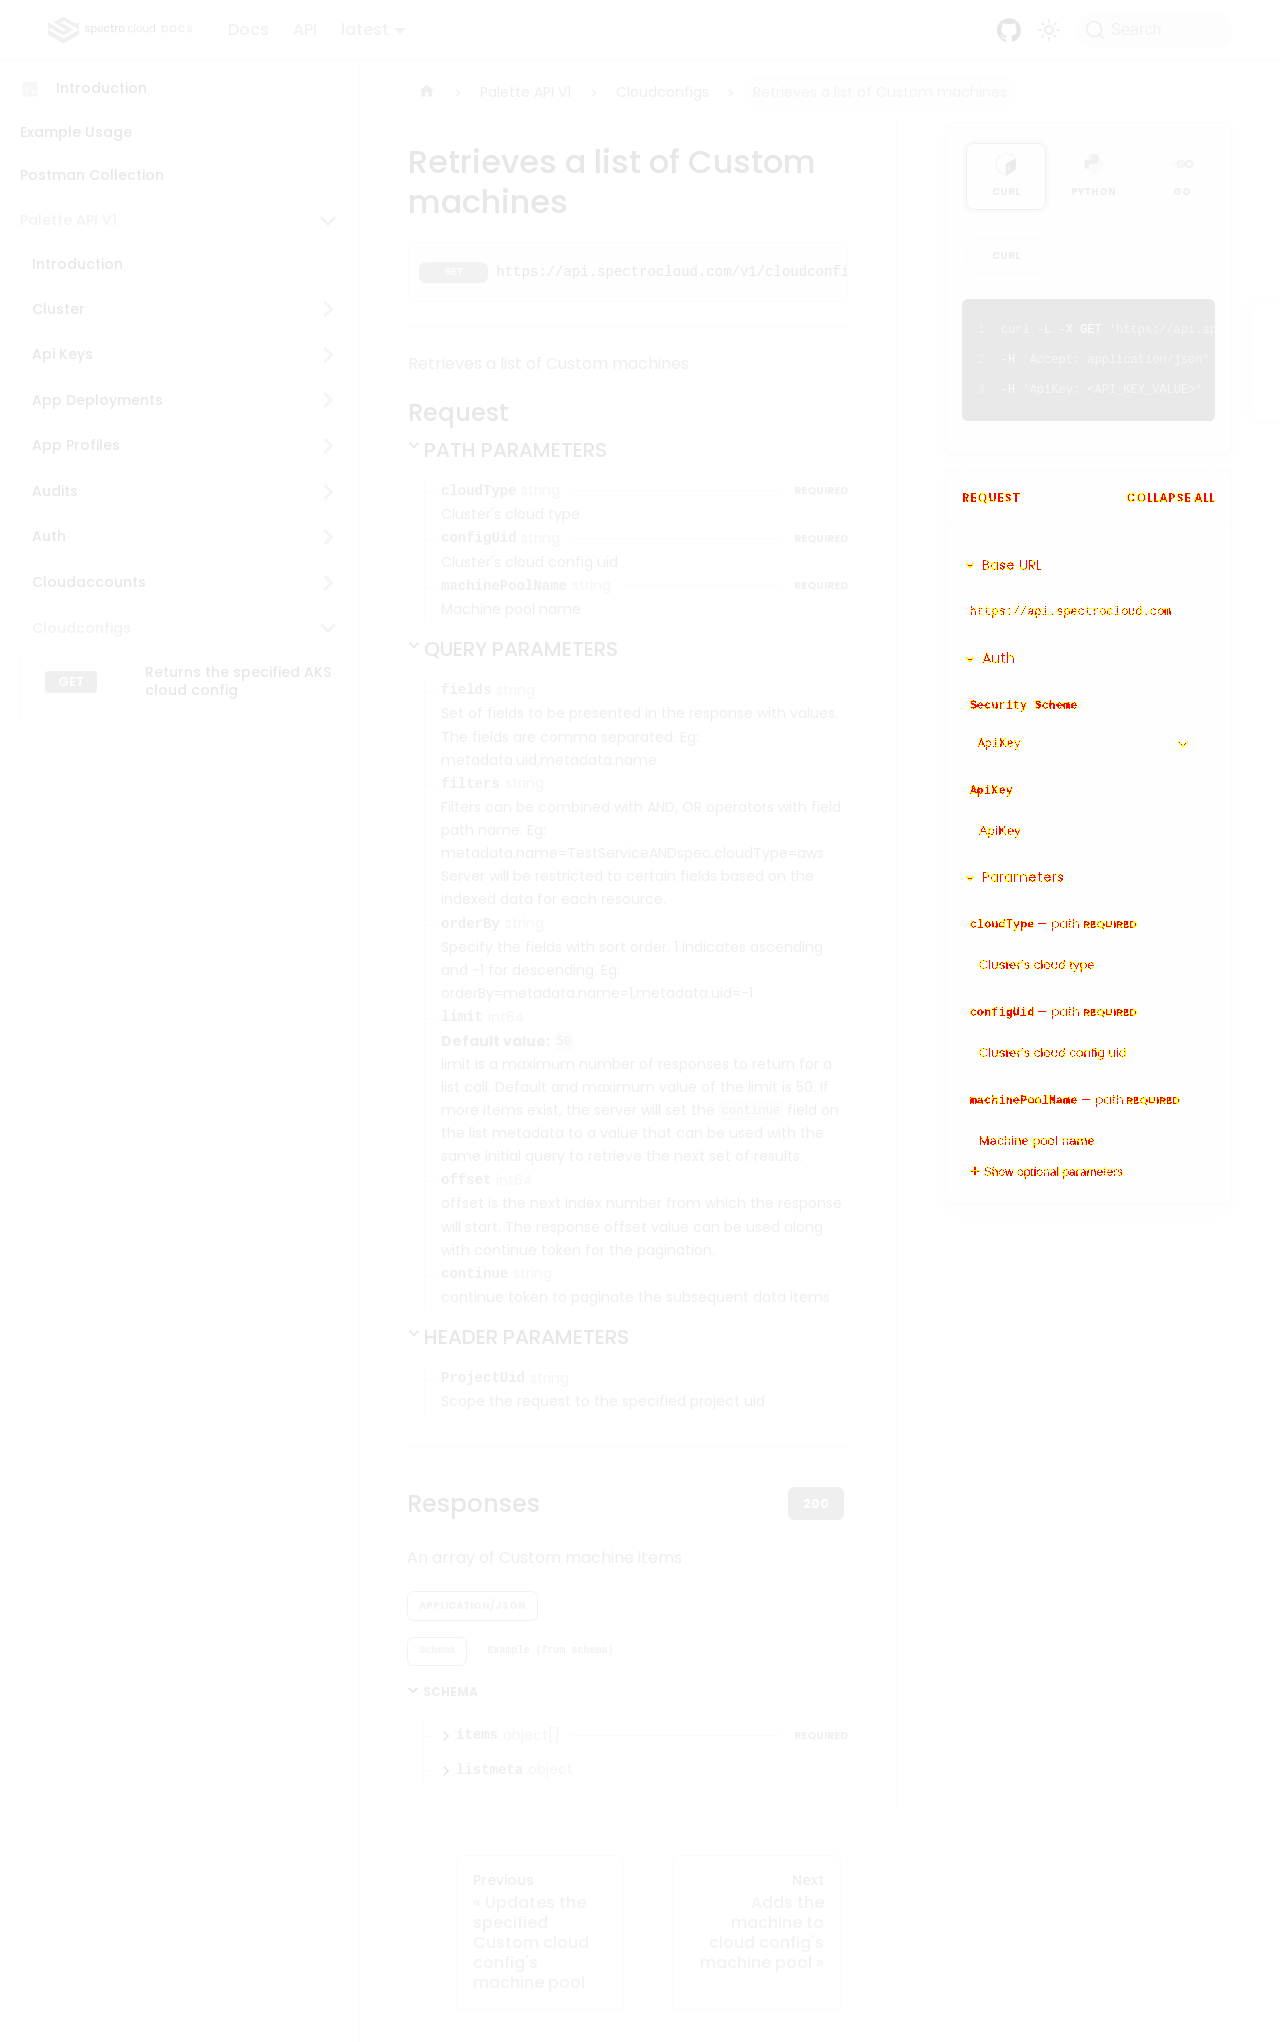 spectro cloud DOCS
Docs API latest
Search
Introduction
Example Usage
Postman Collection
Palette API V1
Introduction
Cluster
Api Keys
App Deployments
App Profiles
Audits
Auth
Cloudaccounts
Cloudconfigs
GET Returns the specified AKS
cloud config
Palette API V1 Cloudconfigs Retrieves a list of Custom machines
Retrieves a list of Custom
machines
GET https://api.spectrocloud.com/v1/cloudconfi
Retrieves a list of Custom machines
Request
PATH PARAMETERS
cloudType string REQUIRED
Cluster's cloud type
configUid string REQUIRED
Cluster's cloud config uid
machinePoolName string REQUIRED
Machine pool name
QUERY PARAMETERS
fields string
Set of fields to be presented in the response with values.
The fields are comma separated. Eg:
metadata.uid,metadata.name
filters string
Filters can be combined with AND, OR operators with field
path name. Eg:
metadata.name=TestServiceANDspec.cloudType=aws
Server will be restricted to certain fields based on the
indexed data for each resource.
orderBy string
Specify the fields with sort order. 1 indicates ascending
and -1 for descending. Eg:
orderBy=metadata.name=1,metadata.uid=-1
limit int64
Default value: 50
limit is a maximum number of responses to return for a
list call. Default and maximum value of the limit is 50. If
more items exist, the server will set the continue field on
the list metadata to a value that can be used with the
same initial query to retrieve the next set of results.
offset int64
offset is the next index number from which the response
will start. The response offset value can be used along
with continue token for the pagination.
continue string
continue token to paginate the subsequent data items
HEADER PARAMETERS
ProjectUid string
Scope the request to the specified project uid
Responses
200
An array of Custom machine items
APPLICATION/JSON
Schema Example (from schema)
SCHEMA
items object[] REQUIRED
listmeta object
Previous
« Updates the
specified
Custom cloud
config's
machine pool
Next
Adds the
machine to
cloud config's
machine pool »
CURL PYTHON GO
CURL
1 curl -L -X GET 'https://api.sp
2 -H 'Accept: application/json'
3 -H 'ApiKey: <API_KEY_VALUE>'
REQUEST COLLAPSE ALL
Base URL
https://api.spectrocloud.com
Auth
Security Scheme
ApiKey
ApiKey
ApiKey
Parameters
cloudType — path REQUIRED
Cluster's cloud type
configUid — path REQUIRED
Cluster's cloud config uid
machinePoolName — path REQUIRED
Machine pool name
Show optional parameters